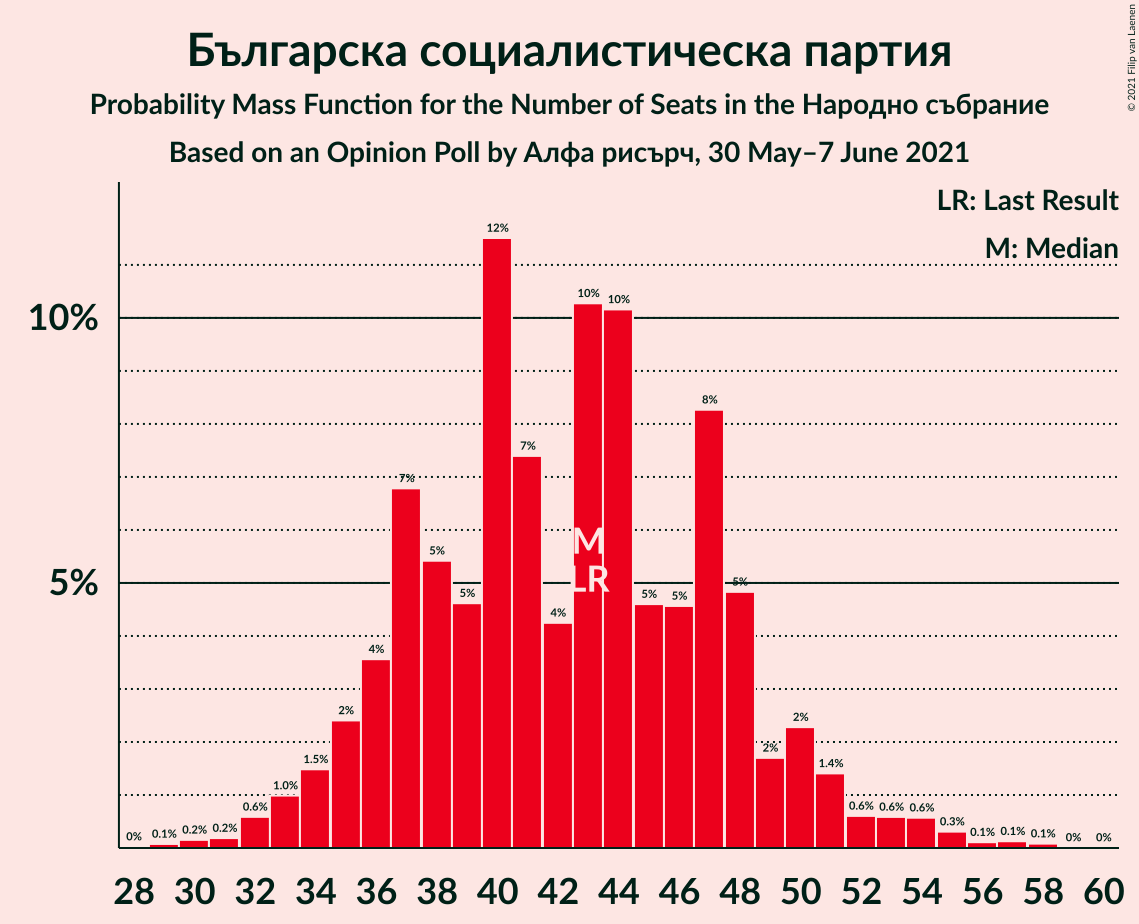 Българска социалистическа партия
Probability Mass Function for the Number of Seats in the Народно събрание
Based on an Opinion Poll by Алфа рисърч, 30 May–7 June 2021
© 2021 Filip van Laenen
LR: Last Result
M: Median
10%
5%
0% 0.1% 0.2% 0.2% 0.6% 1.0% 1.5% 2% 4% 7% 5% 5% 12% 7% 4% 10% 10% 5% 5% 8% 5% 2% 2% 1.4% 0.6% 0.6% 0.6% 0.3% 0.1% 0.1% 0.1% 0% 0%
M
LR
28 30 32 34 36 38 40 42 44 46 48 50 52 54 56 58 60